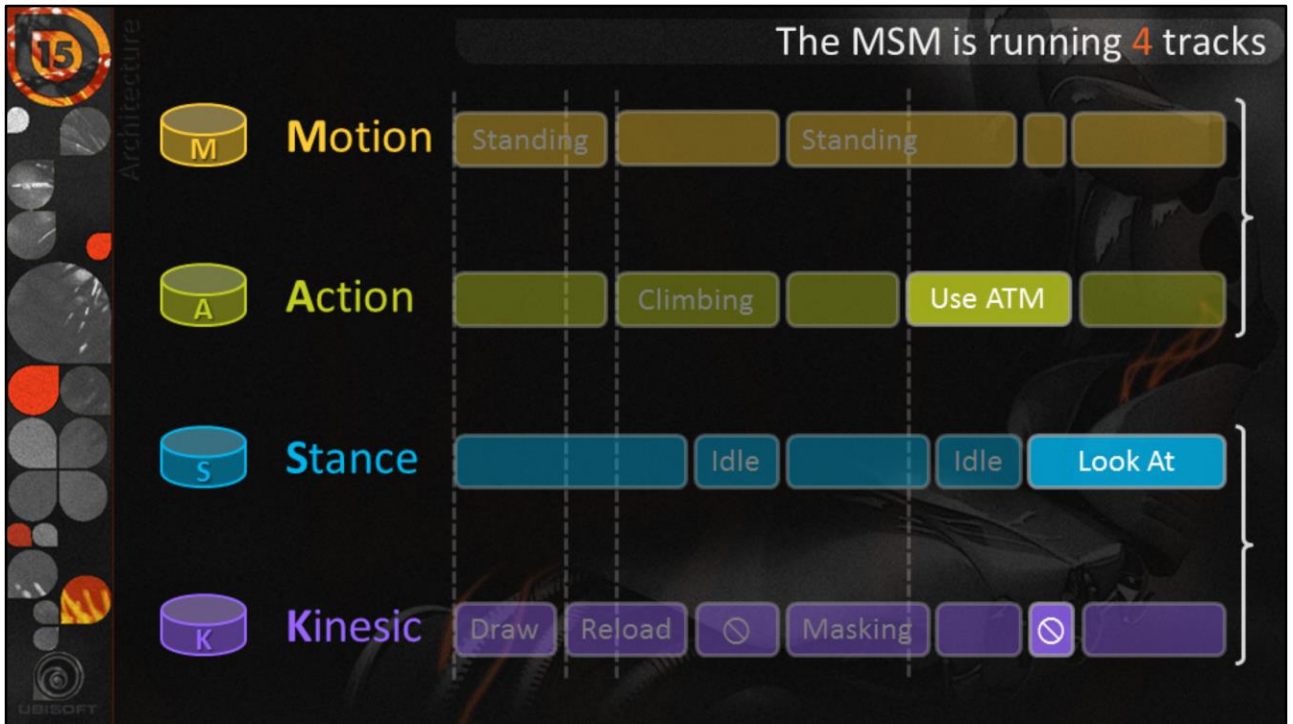 15
Architecture
The MSM is running 4 tracks
M
Motion
Standing
Standing
A
Action
Climbing
Use ATM
S
Stance
Idle
Idle
Look At
K
Kinesic
Draw
Reload
Masking
UBISOFT